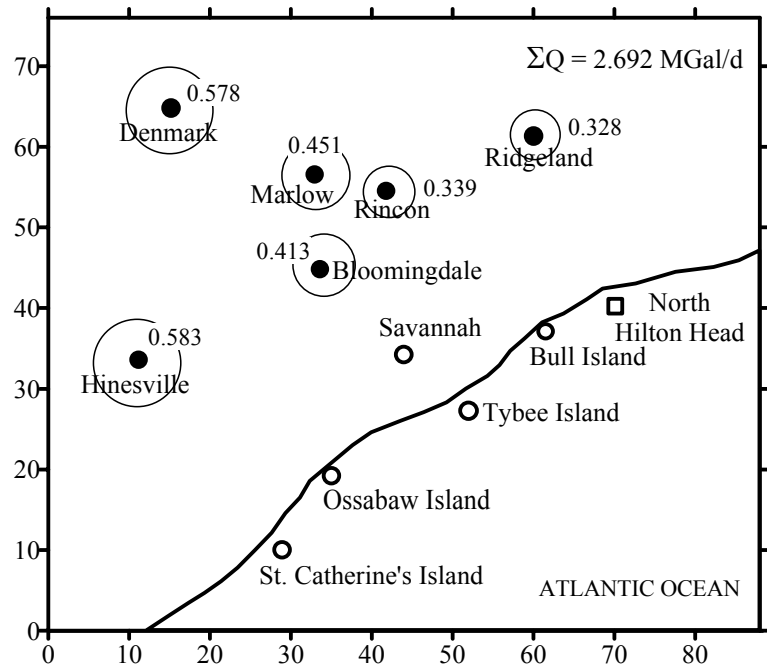 ΣQ = 2.692 MGal/d
0.578
Denmark
0.451
Marlow
0.339
Rincon
0.328
Ridgeland
0.413
Bloomingdale
0.583
Hinesville
Savannah
North
Hilton Head
Bull Island
Tybee Island
Ossabaw Island
St. Catherine's Island
ATLANTIC OCEAN
70
60
50
40
30
20
10
0
0 10 20 30 40 50 60 70 80